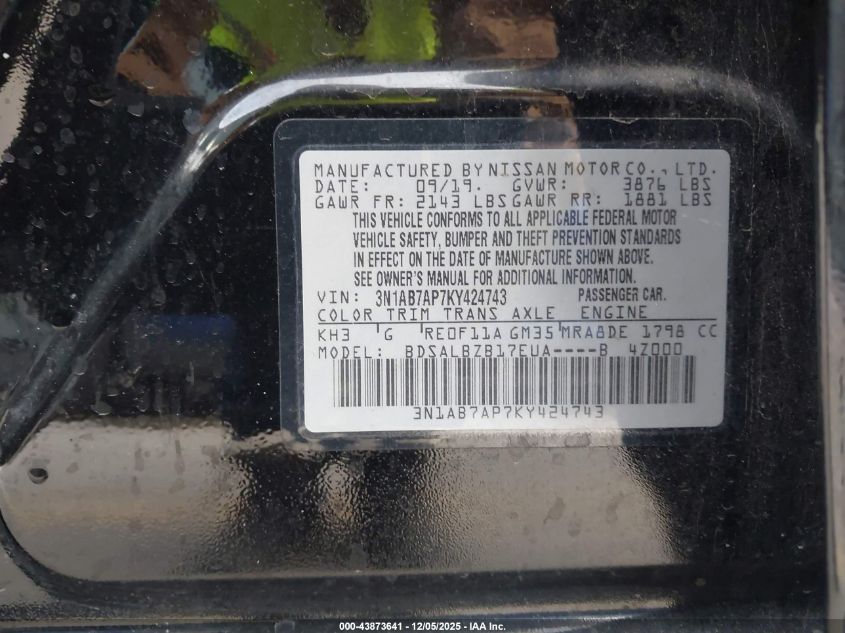 MANUFACTURED BY NISSAN MOTOR CO., LTD.
DATE: 09/19. GVWR: 3876 LBS
GAWR FR: 2143 LBS GAWR RR: 1881 LBS
THIS VEHICLE CONFORMS TO ALL APPLICABLE FEDERAL MOTOR
VEHICLE SAFETY, BUMPER AND THEFT PREVENTION STANDARDS
IN EFFECT ON THE DATE OF MANUFACTURE SHOWN ABOVE.
SEE OWNER'S MANUAL FOR ADDITIONAL INFORMATION.
VIN: 3N1AB7AP7KY424743 PASSENGER CAR.
COLOR TRIM TRANS AXLE ENGINE
KH3 G RE0F11A GM35 MRA8DE 1798 CC
MODEL: BDSALBZB17EUA----B 4Z000
3N1AB7AP7KY424743
000-43873641 - 12/05/2025 - IAA Inc.